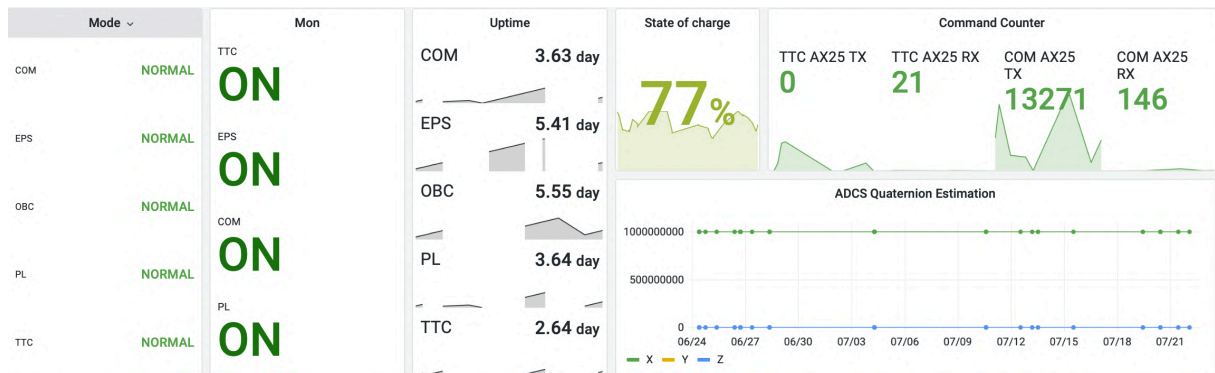 Mode
COM NORMAL
EPS NORMAL
OBC NORMAL
PL NORMAL
TTC NORMAL
Mon
TTC
ON
EPS
ON
COM
ON
PL
ON
Uptime
COM 3.63 day
EPS 5.41 day
OBC 5.55 day
PL 3.64 day
TTC 2.64 day
State of charge
77%
Command Counter
TTC AX25 TX
0
TTC AX25 RX
21
COM AX25
TX
13271
COM AX25
RX
146
ADCS Quaternion Estimation
1000000000
500000000
0
06/24 06/27 06/30 07/03 07/06 07/09 07/12 07/15 07/18 07/21
X Y Z